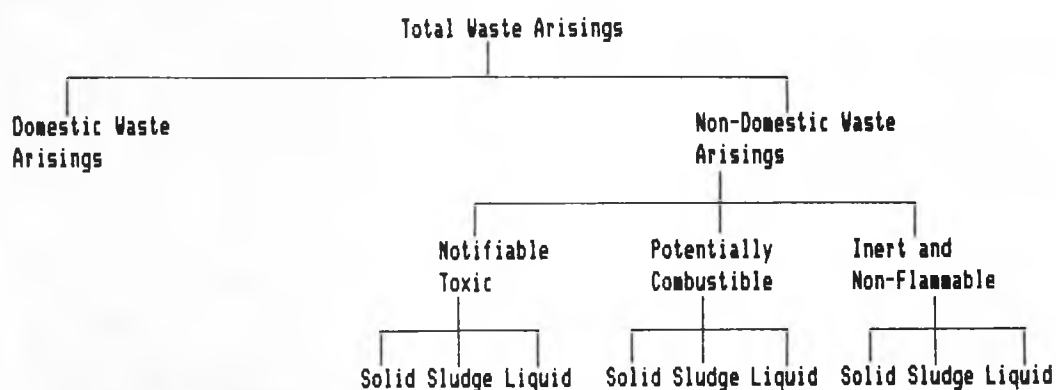 Total Waste Arisings
Domestic Waste
Arisings
Non-Domestic Waste
Arisings
Notifiable
Toxic
Potentially
Combustible
Inert and
Non-Flammable
Solid Sludge Liquid
Solid Sludge Liquid
Solid Sludge Liquid